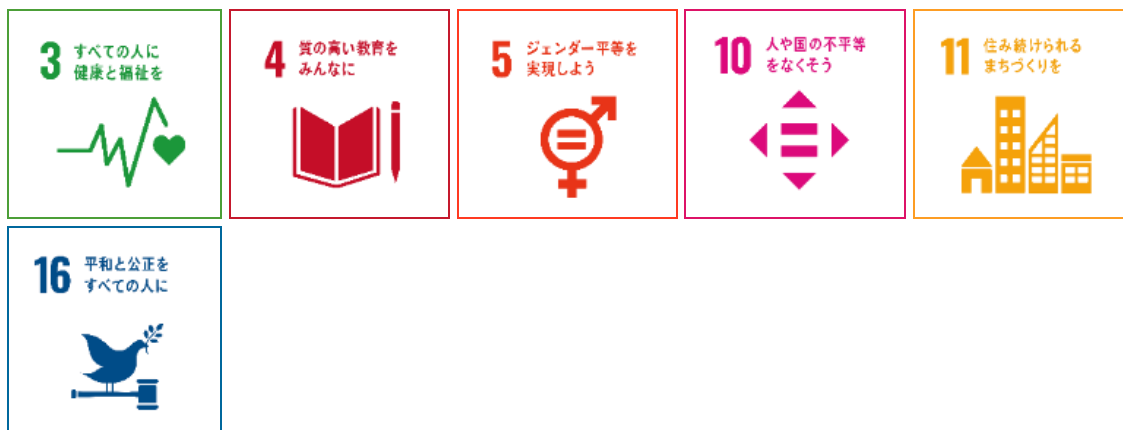 3 すべての人に
健康と福祉を
4 質の高い教育を
みんなに
5 ジェンダー平等を
実現しよう
10 人や国の不平等
をなくそう
11 住み続けられる
まちづくりを
16 平和と公正を
すべての人に